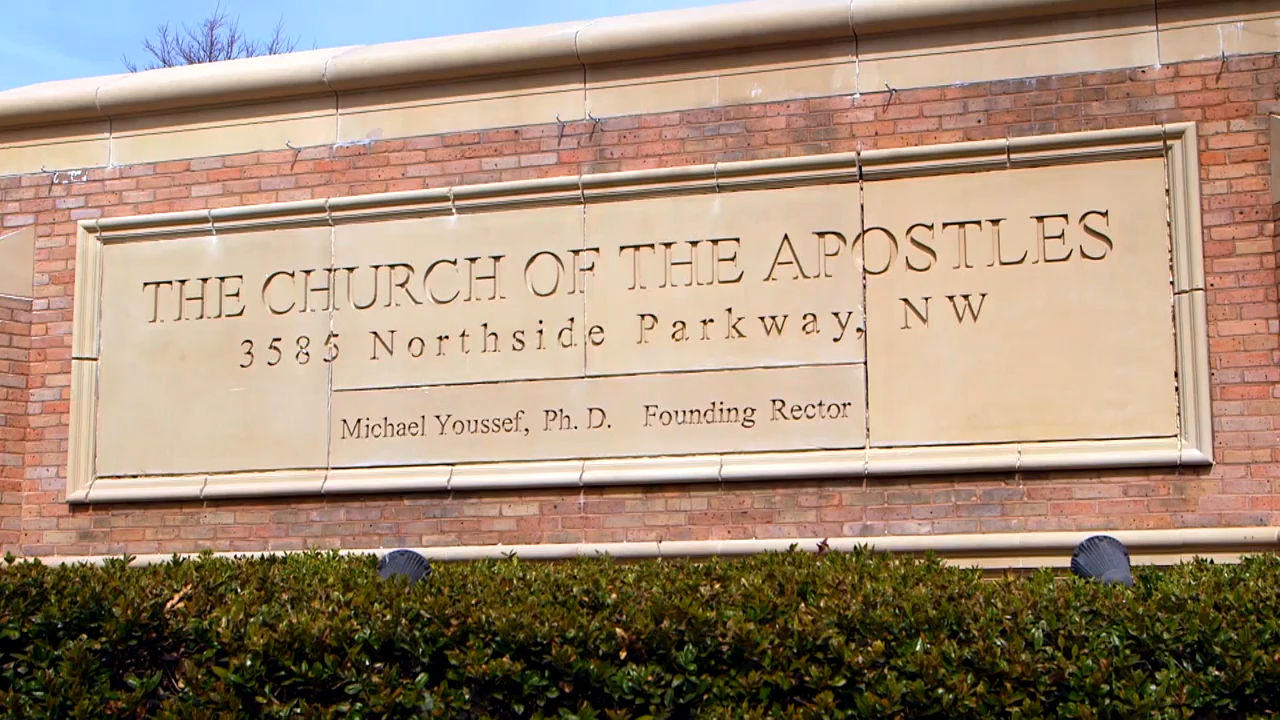 THE CHURCH OF THE APOSTLES
3585 Northside Parkway, NW
Michael Youssef, Ph. D. Founding Rector